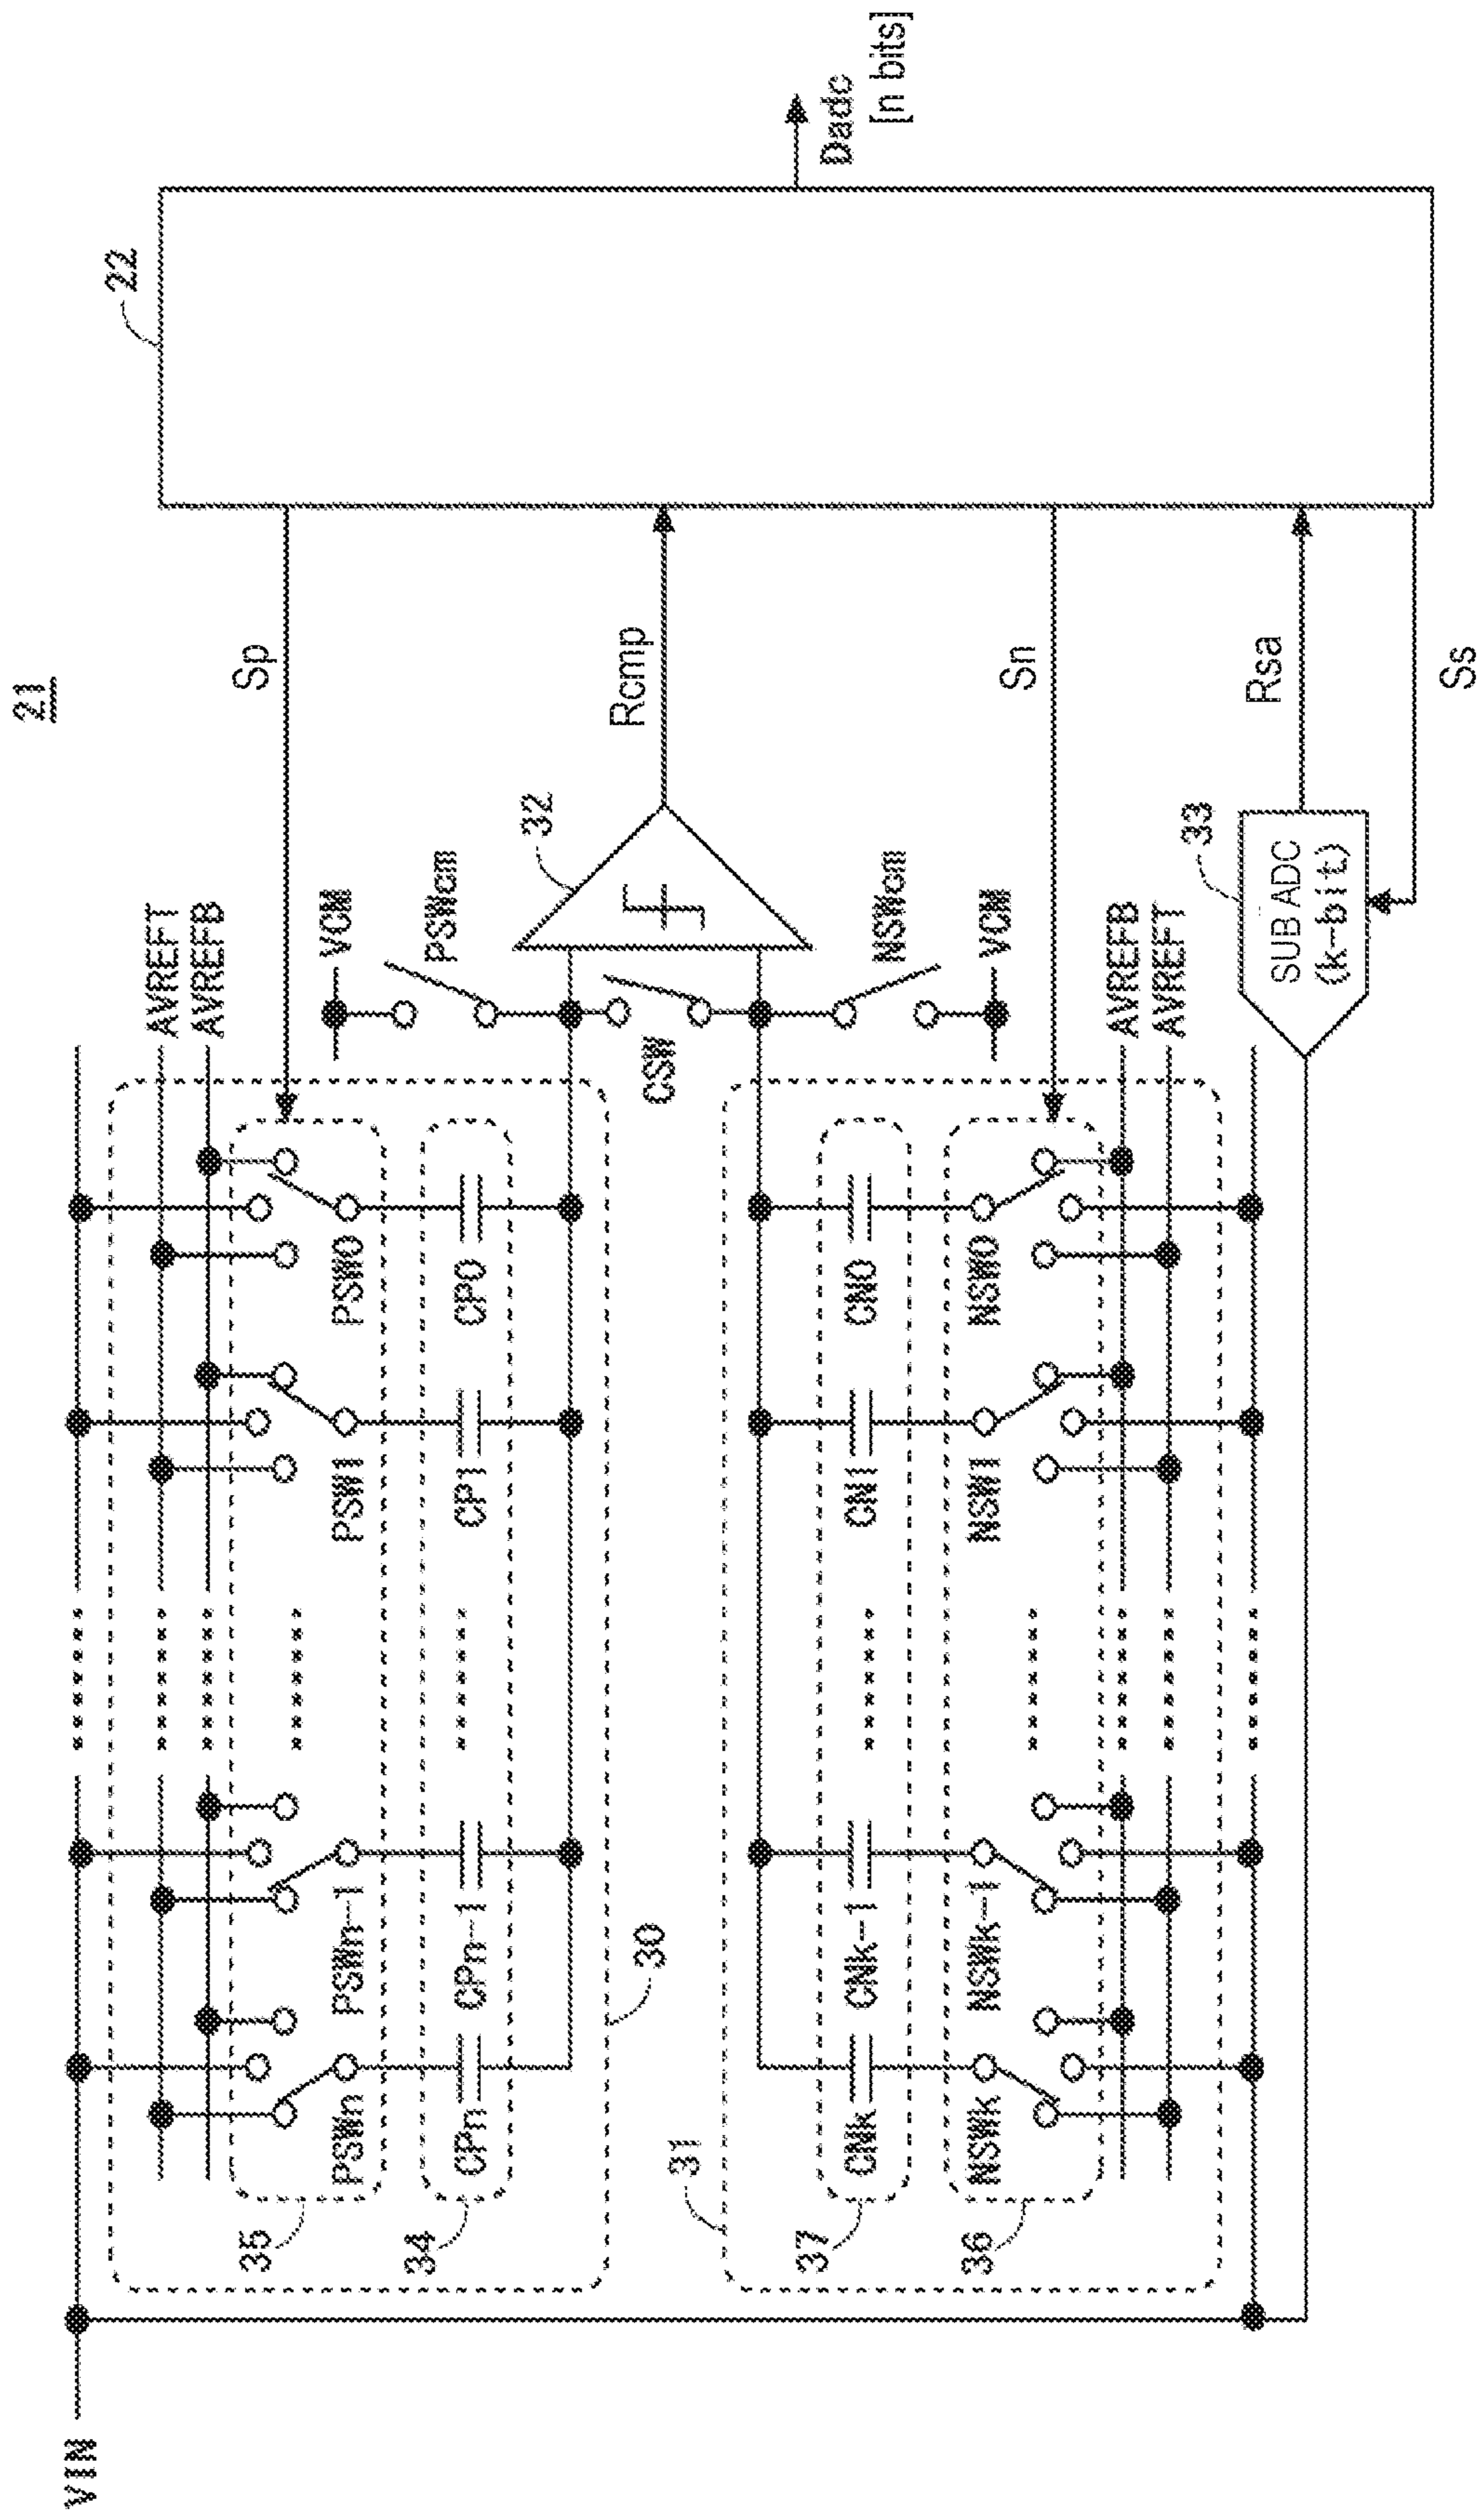 21
VIN
AVREFT
AVREFB
35
PSWn
PSWn-1
PSW1
PSW0
Sp
22
34
CPn
CPn-1
CP1
CP0
VCM
PSWcm
30
32
Rcmp
Dadc
[n bits]
CSW
31
NSWcm
VCM
37
CNk
CNk-1
CN1
CN0
36
NSWk
NSWk-1
NSW1
NSW0
Sn
AVREFB
AVREFT
33
SUB ADC
(k-bit)
Rsa
Ss